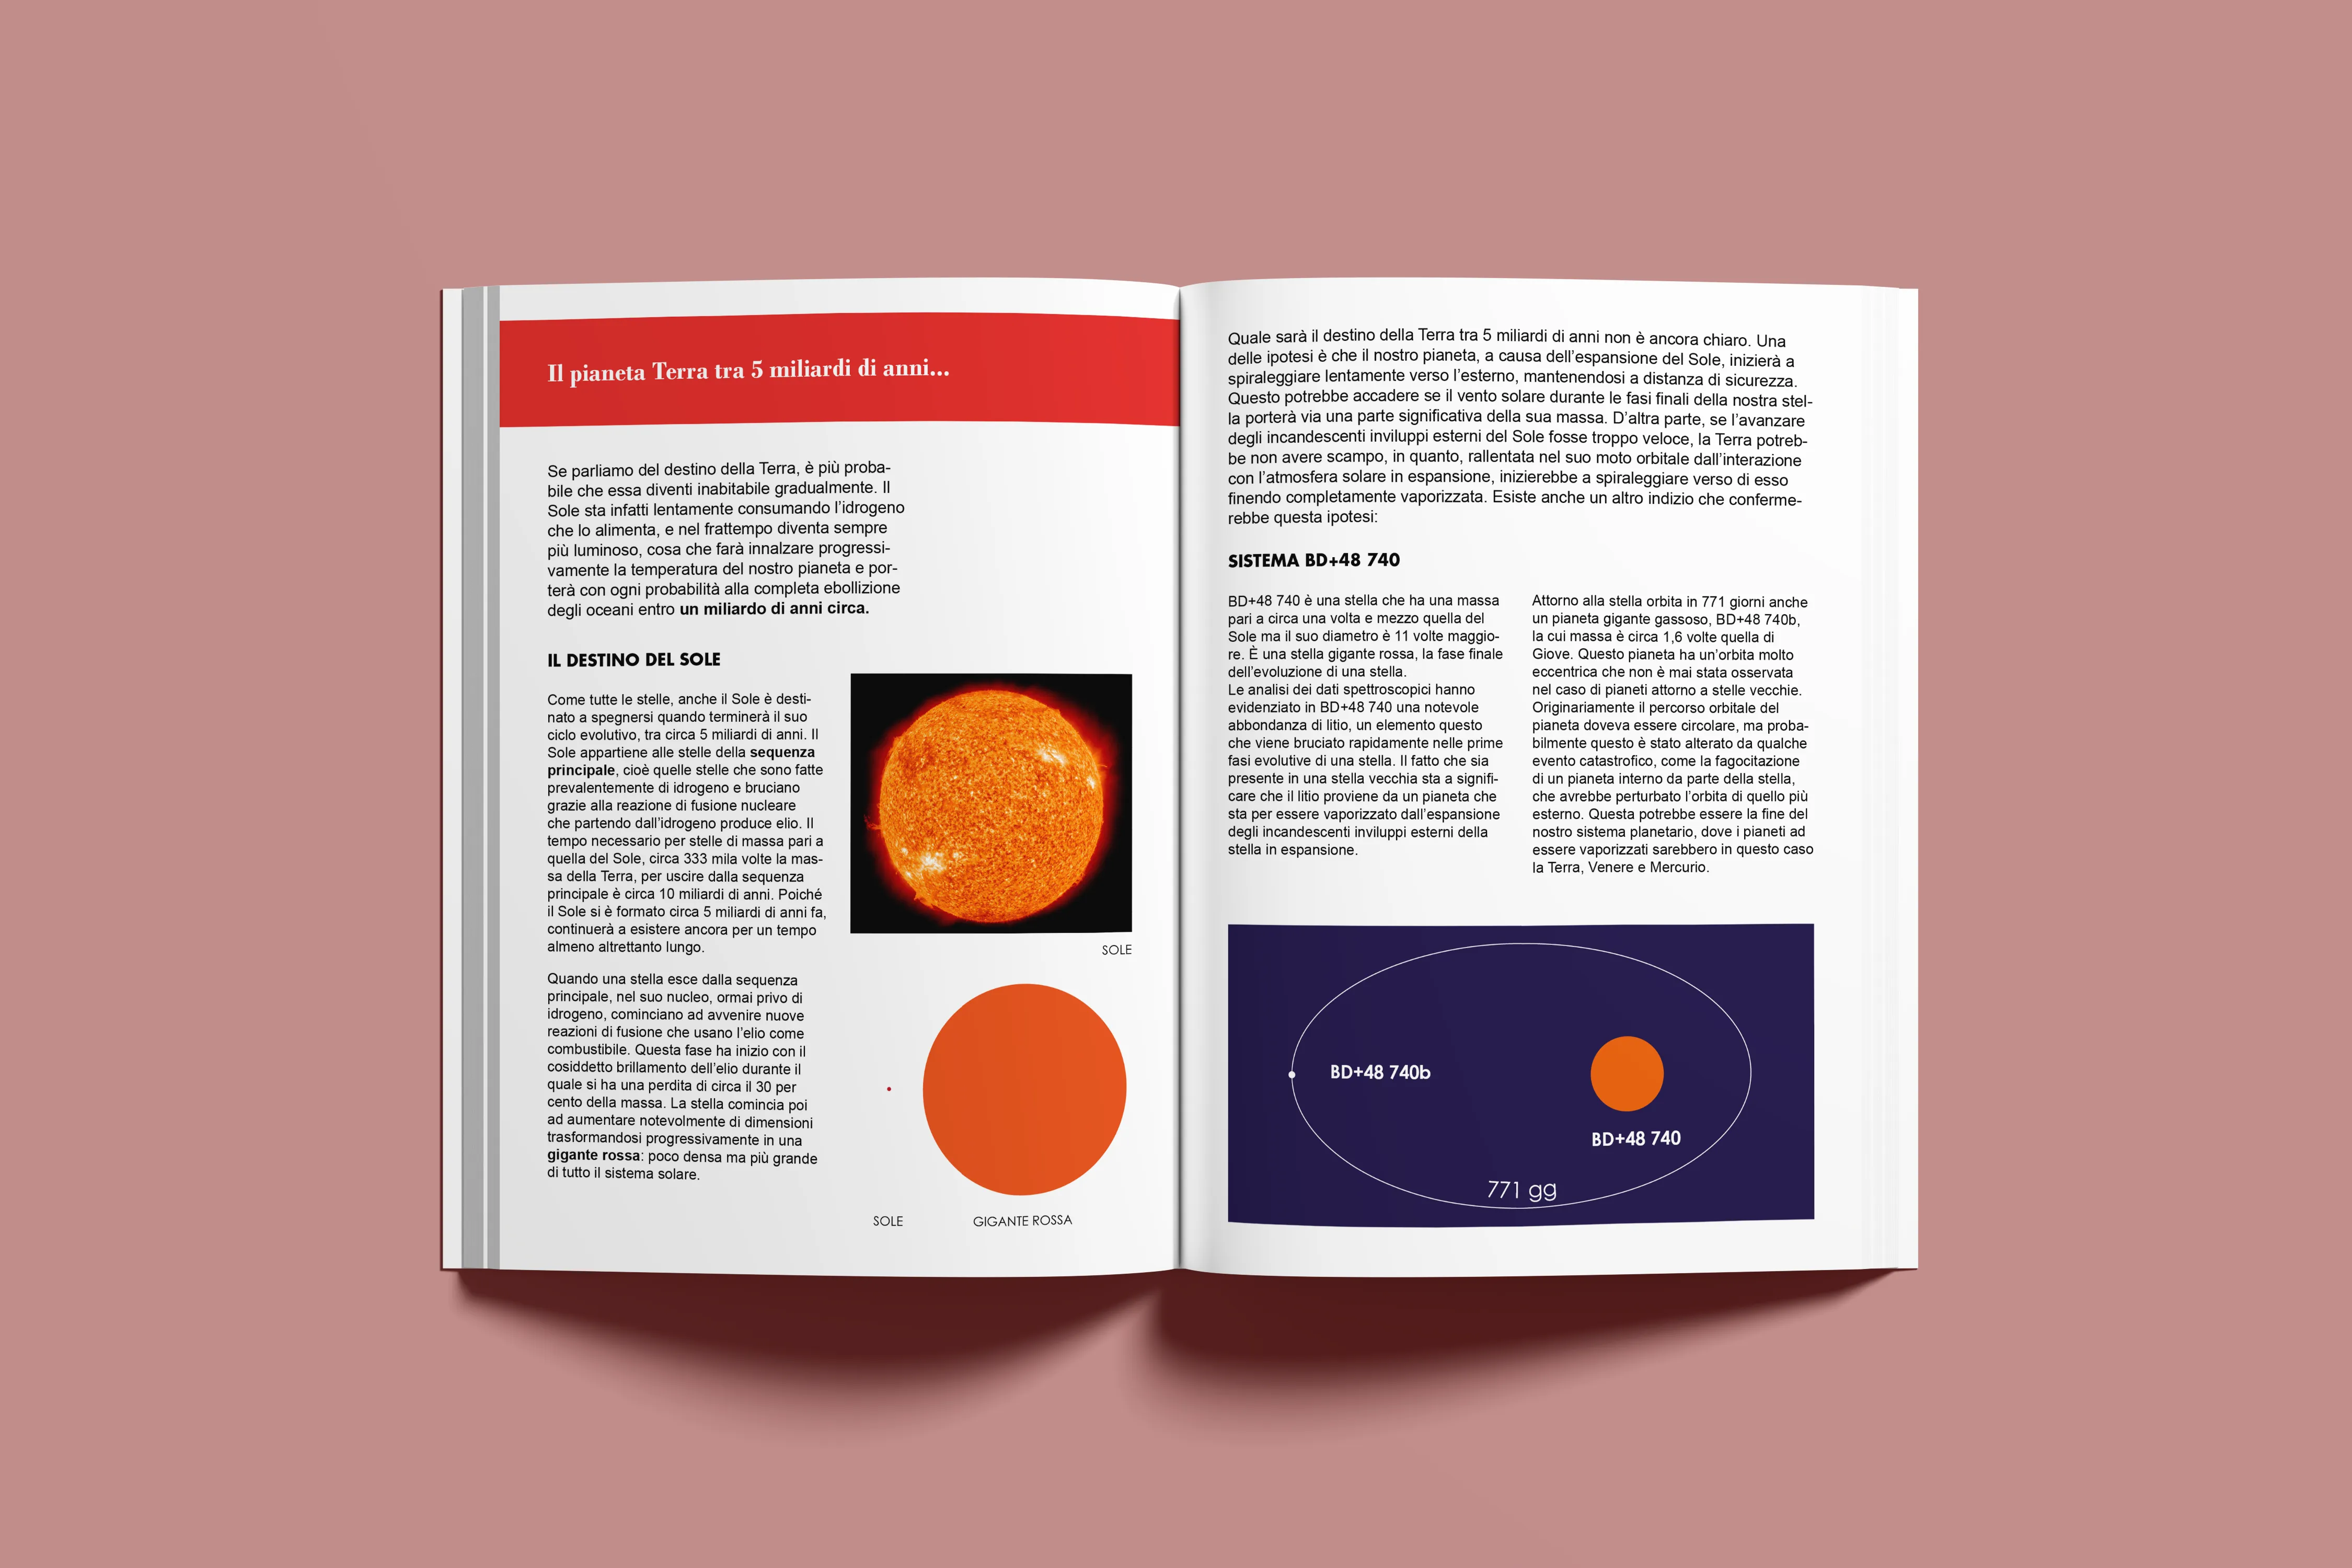 Il pianeta Terra tra 5 miliardi di anni...
Se parliamo del destino della Terra, è più proba-
bile che essa diventi inabitabile gradualmente. Il
Sole sta infatti lentamente consumando l'idrogeno
che lo alimenta, e nel frattempo diventa sempre
più luminoso, cosa che farà innalzare progressi-
vamente la temperatura del nostro pianeta e por-
terà con ogni probabilità alla completa ebollizione
degli oceani entro un miliardo di anni circa.
IL DESTINO DEL SOLE
Come tutte le stelle, anche il Sole è desti-
nato a spegnersi quando terminerà il suo
ciclo evolutivo, tra circa 5 miliardi di anni. Il
Sole appartiene alle stelle della sequenza
principale, cioè quelle stelle che sono fatte
prevalentemente di idrogeno e bruciano
grazie alla reazione di fusione nucleare
che partendo dall'idrogeno produce elio. Il
tempo necessario per stelle di massa pari a
quella del Sole, circa 333 mila volte la mas-
sa della Terra, per uscire dalla sequenza
principale è circa 10 miliardi di anni. Poiché
il Sole si è formato circa 5 miliardi di anni fa,
continuerà a esistere ancora per un tempo
almeno altrettanto lungo.
Quando una stella esce dalla sequenza
principale, nel suo nucleo, ormai privo di
idrogeno, cominciano ad avvenire nuove
reazioni di fusione che usano l'elio come
combustibile. Questa fase ha inizio con il
cosiddetto brillamento dell'elio durante il
quale si ha una perdita di circa il 30 per
cento della massa. La stella comincia poi
ad aumentare notevolmente di dimensioni
trasformandosi progressivamente in una
gigante rossa: poco densa ma più grande
di tutto il sistema solare.
SOLE
SOLE
GIGANTE ROSSA
Quale sarà il destino della Terra tra 5 miliardi di anni non è ancora chiaro. Una
delle ipotesi è che il nostro pianeta, a causa dell'espansione del Sole, inizierà a
spiraleggiare lentamente verso l'esterno, mantenendosi a distanza di sicurezza.
Questo potrebbe accadere se il vento solare durante le fasi finali della nostra stel-
la porterà via una parte significativa della sua massa. D'altra parte, se l'avanzare
degli incandescenti inviluppi esterni del Sole fosse troppo veloce, la Terra potreb-
be non avere scampo, in quanto, rallentata nel suo moto orbitale dall'interazione
con l'atmosfera solare in espansione, inizierebbe a spiraleggiare verso di esso
finendo completamente vaporizzata. Esiste anche un altro indizio che conferme-
rebbe questa ipotesi:
SISTEMA BD+48 740
BD+48 740 è una stella che ha una massa
pari a circa una volta e mezzo quella del
Sole ma il suo diametro è 11 volte maggio-
re. È una stella gigante rossa, la fase finale
dell'evoluzione di una stella.
Le analisi dei dati spettroscopici hanno
evidenziato in BD+48 740 una notevole
abbondanza di litio, un elemento questo
che viene bruciato rapidamente nelle prime
fasi evolutive di una stella. Il fatto che sia
presente in una stella vecchia sta a signifi-
care che il litio proviene da un pianeta che
sta per essere vaporizzato dall'espansione
degli incandescenti inviluppi esterni della
stella in espansione.
Attorno alla stella orbita in 771 giorni anche
un pianeta gigante gassoso, BD+48 740b,
la cui massa è circa 1,6 volte quella di
Giove. Questo pianeta ha un'orbita molto
eccentrica che non è mai stata osservata
nel caso di pianeti attorno a stelle vecchie.
Originariamente il percorso orbitale del
pianeta doveva essere circolare, ma proba-
bilmente questo è stato alterato da qualche
evento catastrofico, come la fagocitazione
di un pianeta interno da parte della stella,
che avrebbe perturbato l'orbita di quello più
esterno. Questa potrebbe essere la fine del
nostro sistema planetario, dove i pianeti ad
essere vaporizzati sarebbero in questo caso
la Terra, Venere e Mercurio.
BD+48 740b
BD+48 740
771 gg